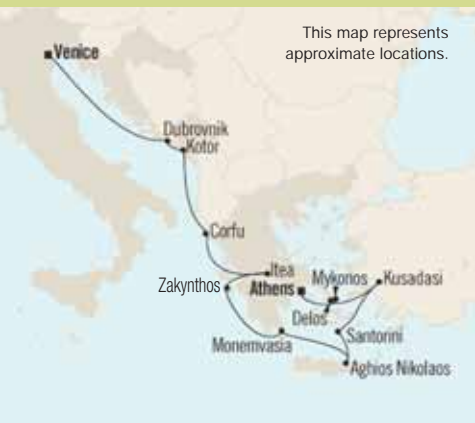 This map represents
approximate locations.
Venice
Dubrovnik
Kotor
Corfu
Itea
Mykonos
Kusadasi
Zakynthos
Athens
Delos
Santorini
Monemvasia
Aghios Nikolaos